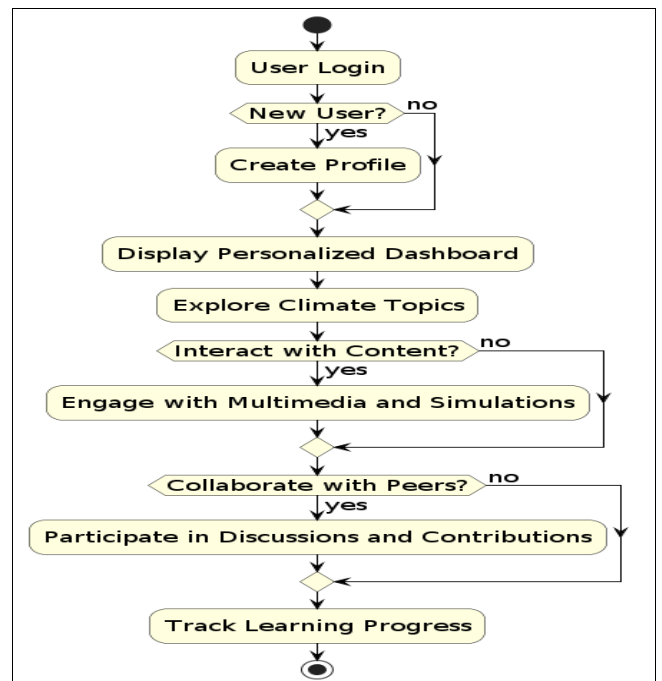 User Login
New User?
no
yes
Create Profile
Display Personalized Dashboard
Explore Climate Topics
Interact with Content?
no
yes
Engage with Multimedia and Simulations
Collaborate with Peers?
no
yes
Participate in Discussions and Contributions
Track Learning Progress